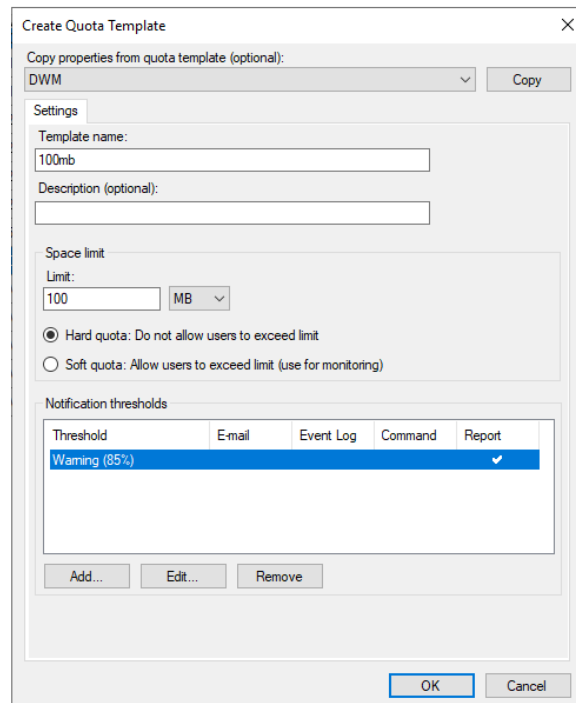 Create Quota Template
Copy properties from quota template (optional):
DWM
Copy
Settings
Template name:
100mb
Description (optional):
Space limit
Limit:
100 MB
Hard quota: Do not allow users to exceed limit
Soft quota: Allow users to exceed limit (use for monitoring)
Notification thresholds
Threshold E-mail Event Log Command Report
Warning (85%)
Add... Edit... Remove
OK Cancel